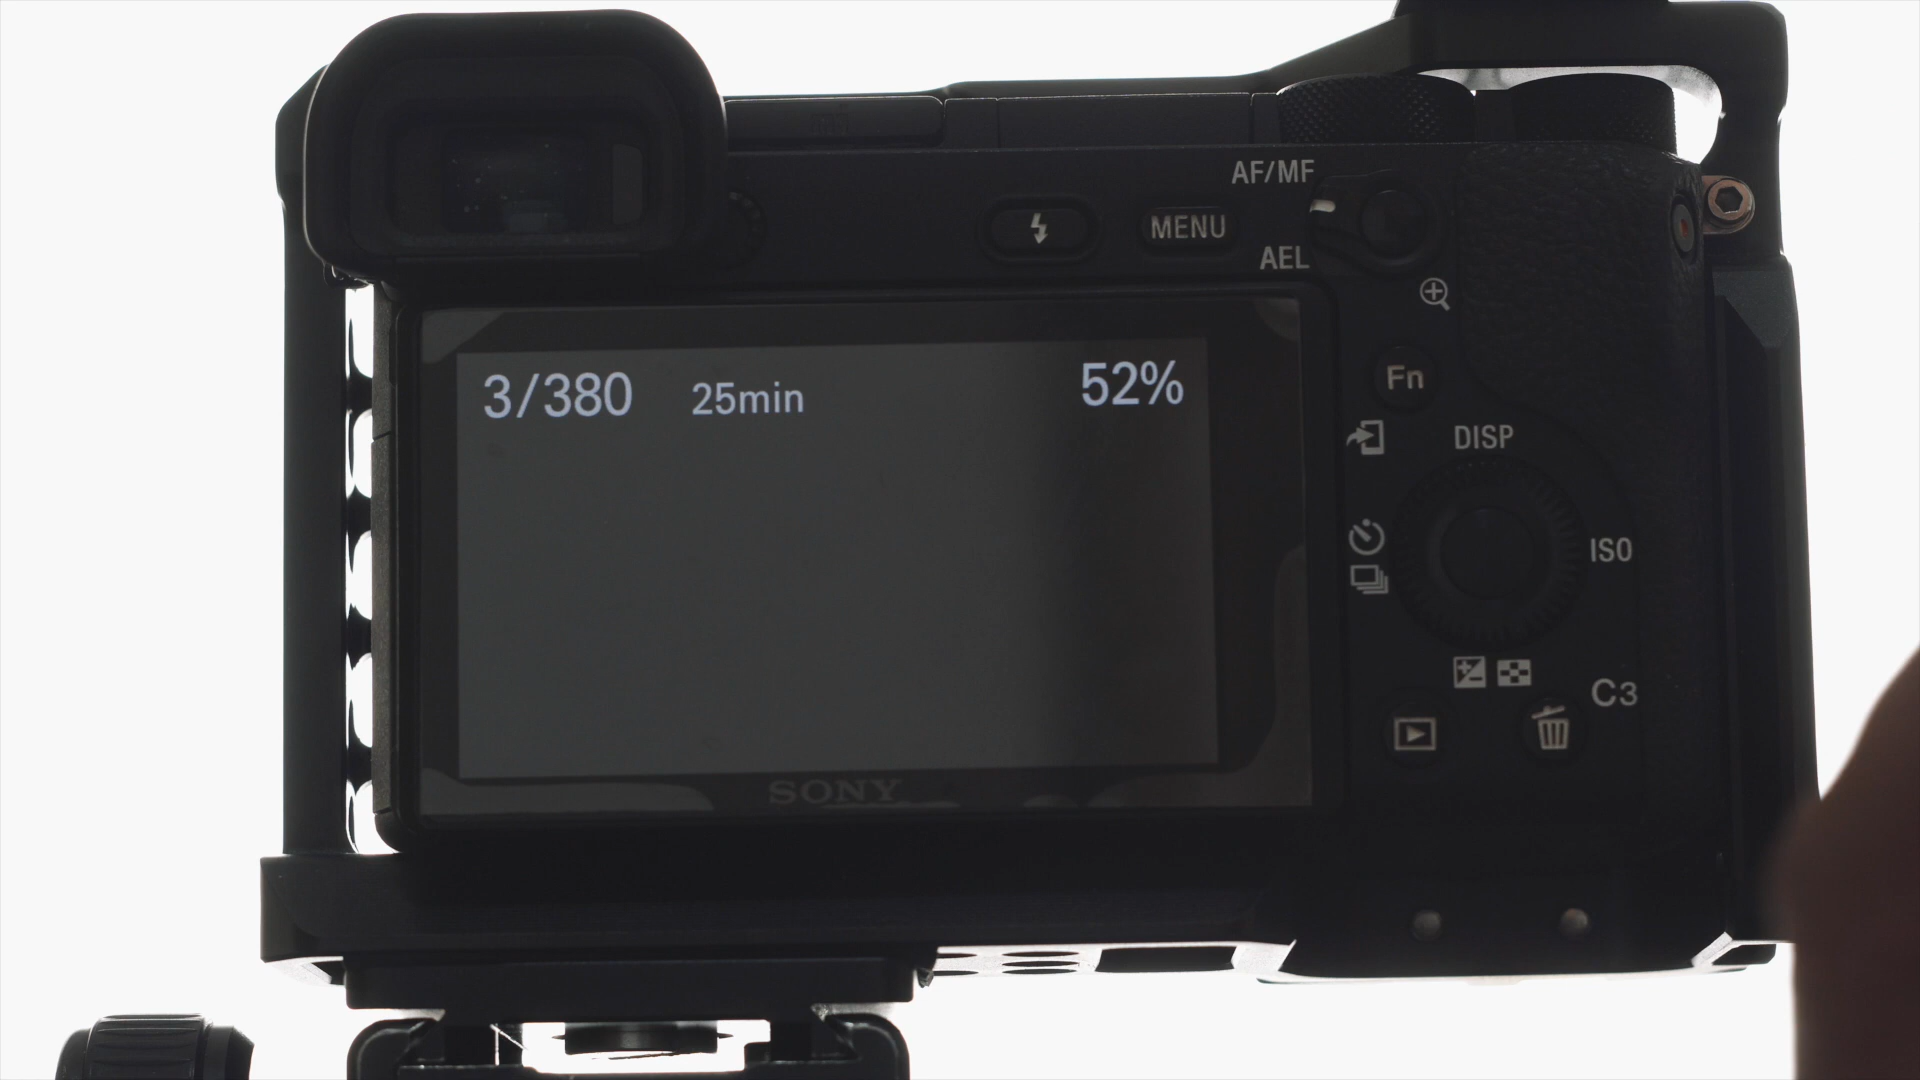 AF/MF
MENU
AEL
3/380 25min 52%
Fn
DISP
ISO
C3
SONY